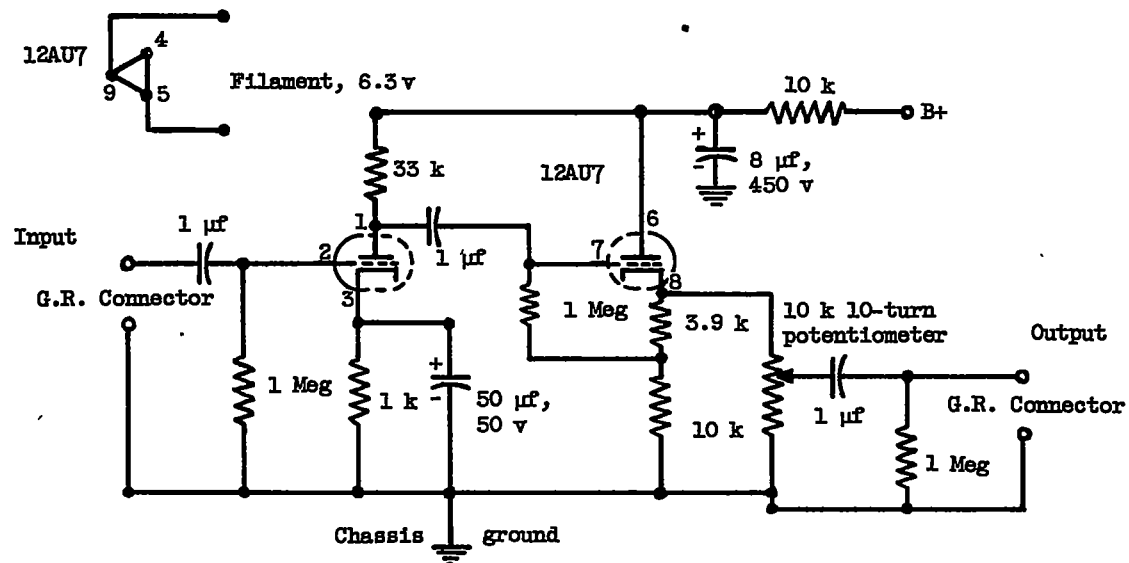 12AU7
4
9
5
Filament, 6.3 v
10 k
B+
33 k
12AU7
8 µf,
450 v
1 µf
1
6
Input
2
1 µf
7
G.R. Connector
3
8
1 Meg
3.9 k
10 k 10-turn
potentiometer
Output
1 Meg
1 k
50 µf,
50 v
10 k
1 µf
G.R. Connector
1 Meg
Chassis ground